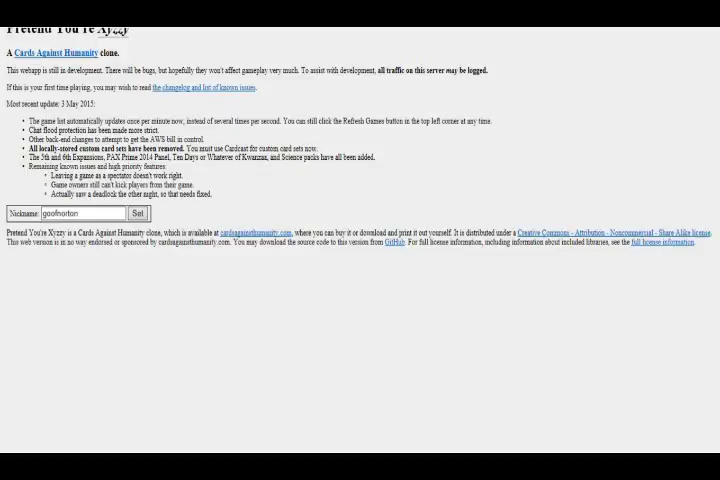 Pretend You're Xyzzy
A Cards Against Humanity clone.
This webapp is still in development. There will be bugs, but hopefully they won't affect gameplay very much. To assist with development, all traffic on this server may be logged.
If this is your first time playing, you may wish to read the changelog and list of known issues.
Most recent update: 3 May 2015:
• The game list automatically updates once per minute now, instead of several times per second. You can still click the Refresh Games button in the top left corner at any time.
• Chat flood protection has been made more strict.
• Other back-end changes to attempt to get the AWS bill in control.
• All locally-stored custom card sets have been removed. You must use Cardcast for custom card sets now.
• The 5th and 6th Expansions, PAX Prime 2014 Panel, Ten Days or Whatever of Kwanzaa, and Science packs have all been added.
• Remaining known issues and high priority features:
◦ Leaving a game as a spectator doesn't work right.
◦ Game owners still can't kick players from their game.
◦ Actually saw a deadlock the other night, so that needs fixed.
Nickname: goofnorton Set
Pretend You're Xyzzy is a Cards Against Humanity clone, which is available at cardsagainsthumanity.com, where you can buy it or download and print it out yourself. It is distributed under a Creative Commons - Attribution - Noncommercial - Share Alike license.
This web version is in no way endorsed or sponsored by cardsagainsthumanity.com. You may download the source code to this version from GitHub. For full license information, including information about included libraries, see the full license information.